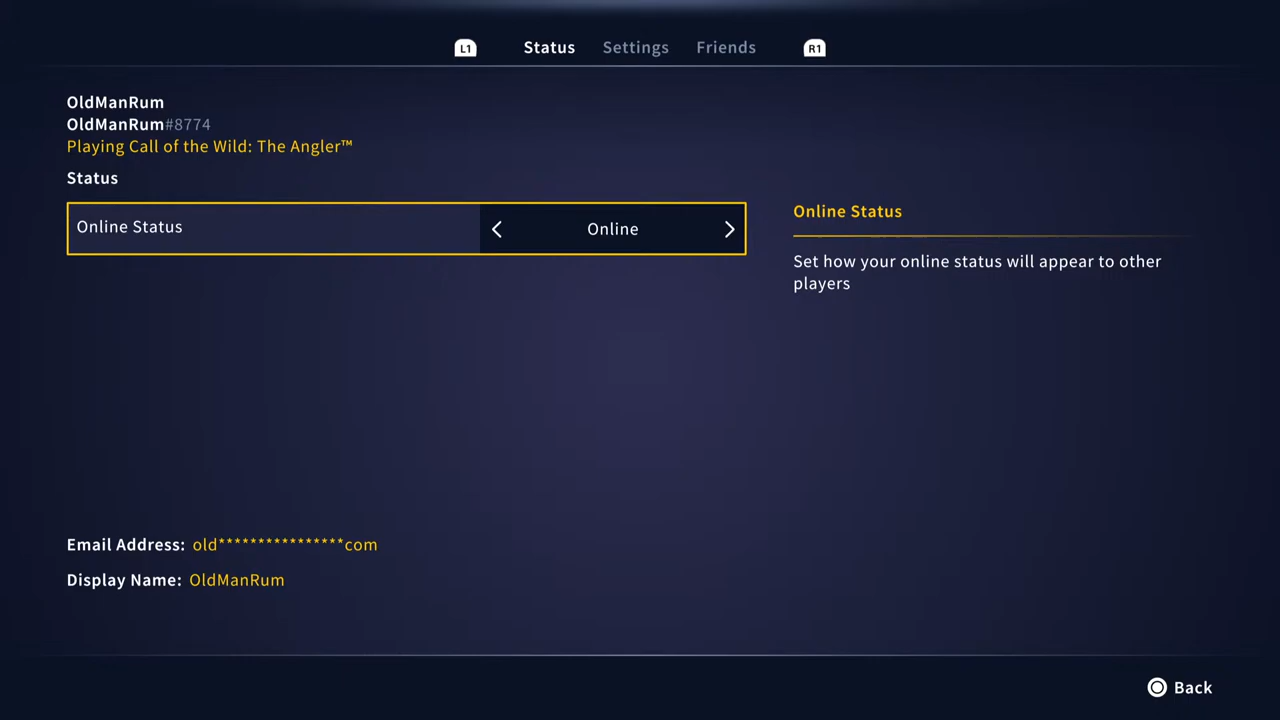 L1 Status Settings Friends R1
OldManRum
OldManRum#8774
Playing Call of the Wild: The Angler™
Status
Online Status Online
Online Status
Set how your online status will appear to other
players
Email Address: old****************com
Display Name: OldManRum
Back